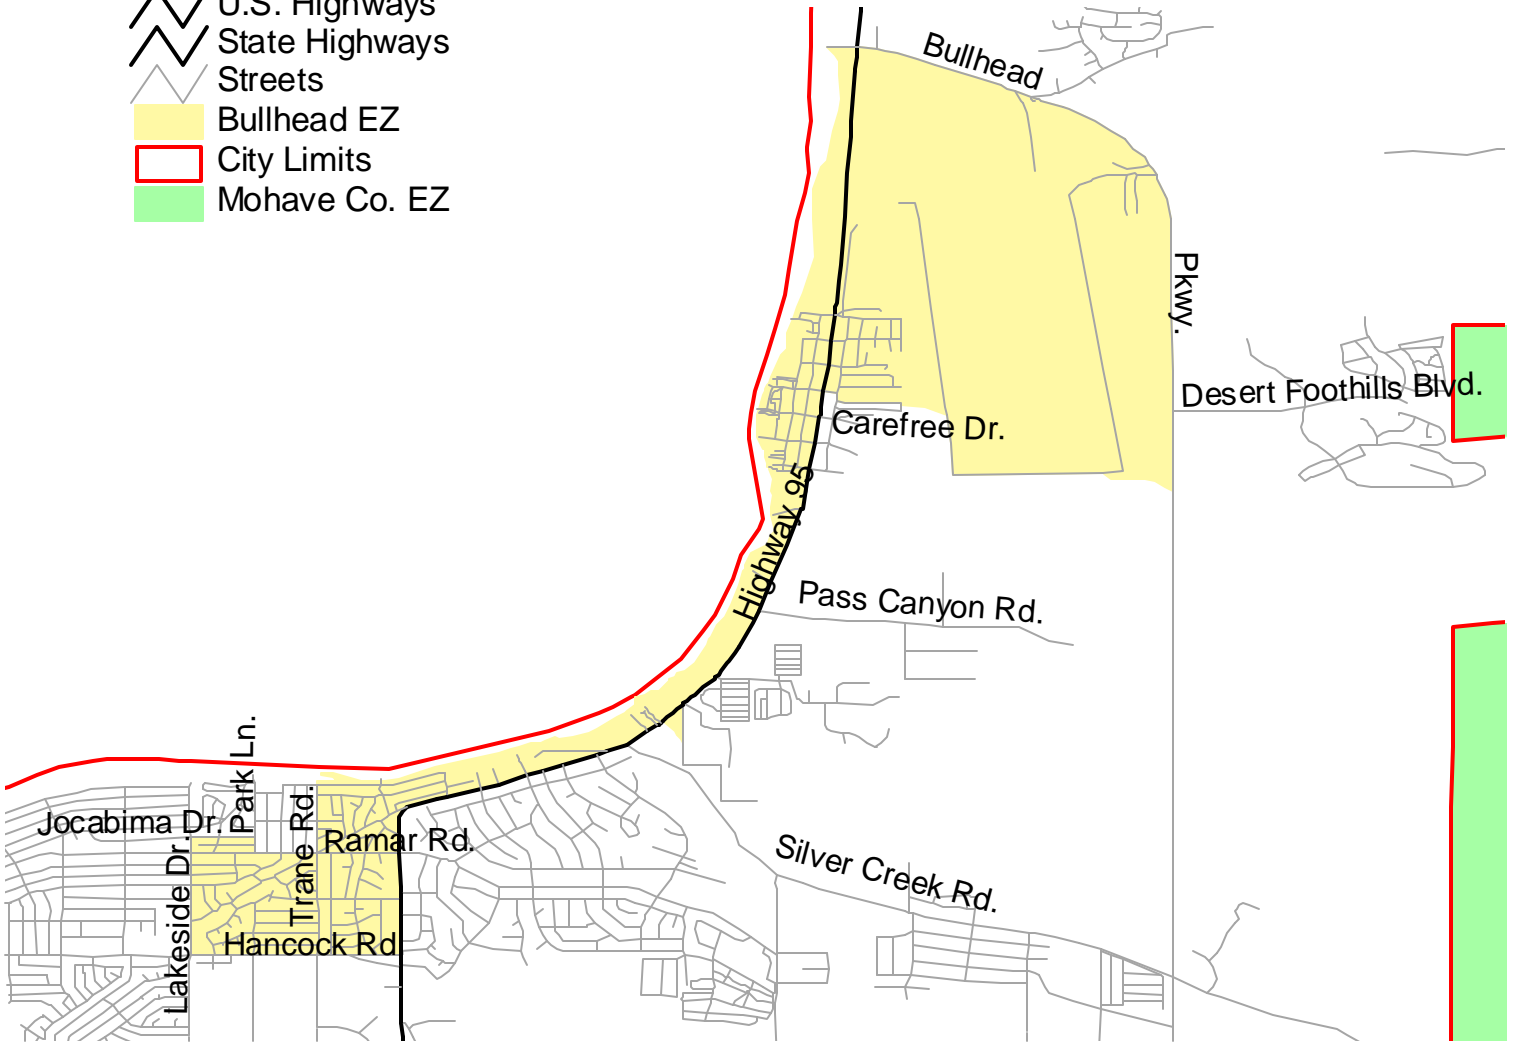 U.S. Highways
State Highways
Streets
Bullhead EZ
City Limits
Mohave Co. EZ
Bullhead
Pkwy.
Desert Foothills Blvd.
Carefree Dr.
Highway 95
Pass Canyon Rd.
Park Ln.
Jocabima Dr.
Trane Rd.
Ramar Rd.
Lakeside Dr.
Silver Creek Rd.
Hancock Rd